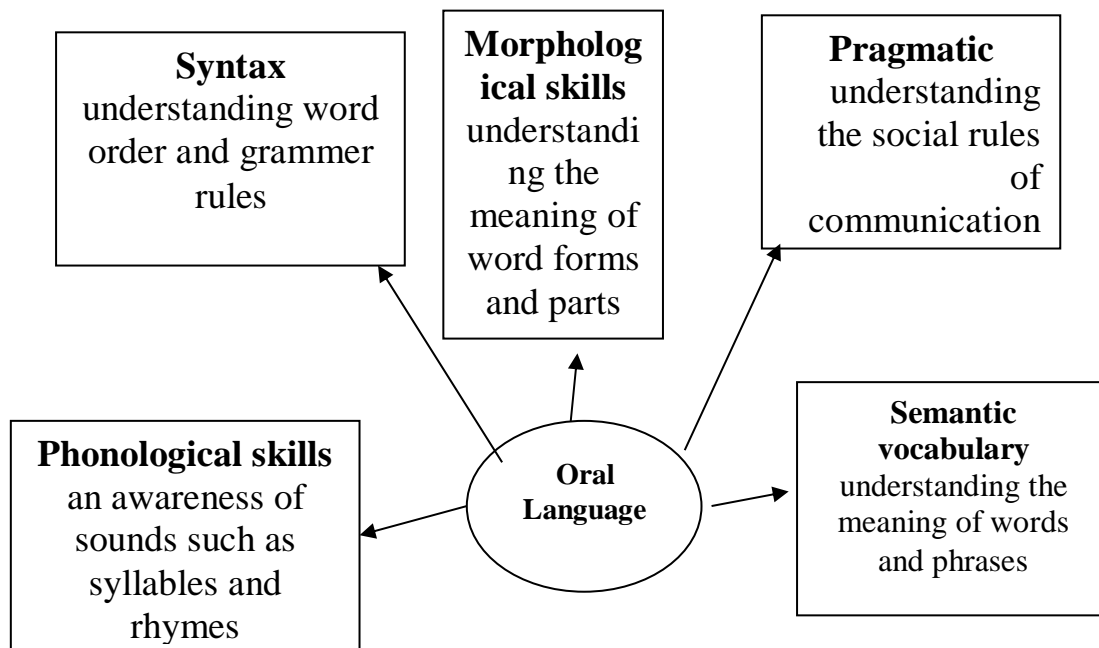 Syntax
understanding word
order and grammer
rules
Morpholog
ical skills
understandi
ng the
meaning of
word forms
and parts
Pragmatic
understanding
the social rules
of
communication
Phonological skills
an awareness of
sounds such as
syllables and
rhymes
Oral
Language
Semantic
vocabulary
understanding the
meaning of words
and phrases